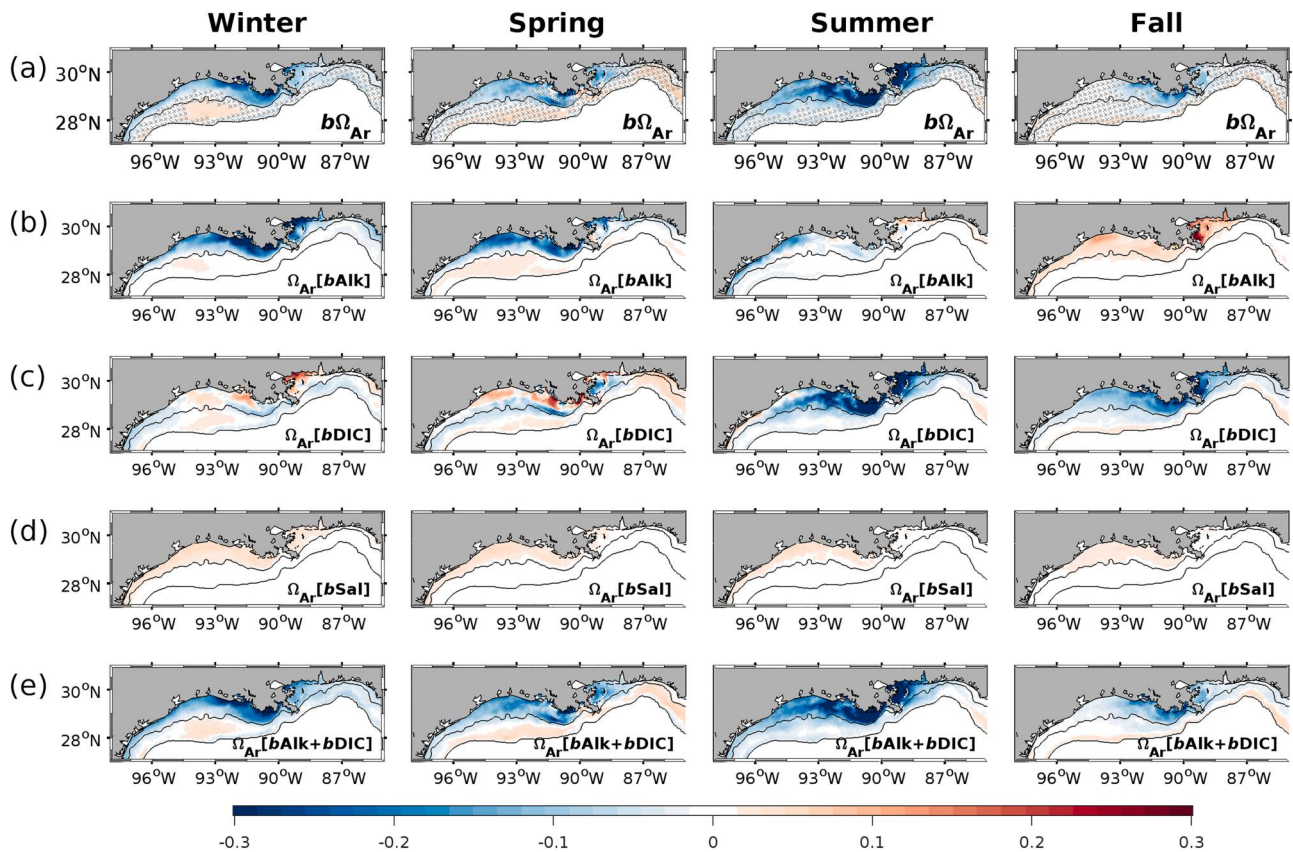 Winter Spring Summer Fall
(a) 30°N 28°N
bΩAr bΩAr bΩAr bΩAr
96°W 93°W 90°W 87°W 96°W 93°W 90°W 87°W 96°W 93°W 90°W 87°W 96°W 93°W 90°W 87°W
(b) 30°N 28°N
ΩAr[bAlk] ΩAr[bAlk] ΩAr[bAlk] ΩAr[bAlk]
96°W 93°W 90°W 87°W 96°W 93°W 90°W 87°W 96°W 93°W 90°W 87°W 96°W 93°W 90°W 87°W
(c) 30°N 28°N
ΩAr[bDIC] ΩAr[bDIC] ΩAr[bDIC] ΩAr[bDIC]
96°W 93°W 90°W 87°W 96°W 93°W 90°W 87°W 96°W 93°W 90°W 87°W 96°W 93°W 90°W 87°W
(d) 30°N 28°N
ΩAr[bSal] ΩAr[bSal] ΩAr[bSal] ΩAr[bSal]
96°W 93°W 90°W 87°W 96°W 93°W 90°W 87°W 96°W 93°W 90°W 87°W 96°W 93°W 90°W 87°W
(e) 30°N 28°N
ΩAr[bAlk+bDIC] ΩAr[bAlk+bDIC] ΩAr[bAlk+bDIC] ΩAr[bAlk+bDIC]
96°W 93°W 90°W 87°W 96°W 93°W 90°W 87°W 96°W 93°W 90°W 87°W 96°W 93°W 90°W 87°W
-0.3 -0.2 -0.1 0 0.1 0.2 0.3